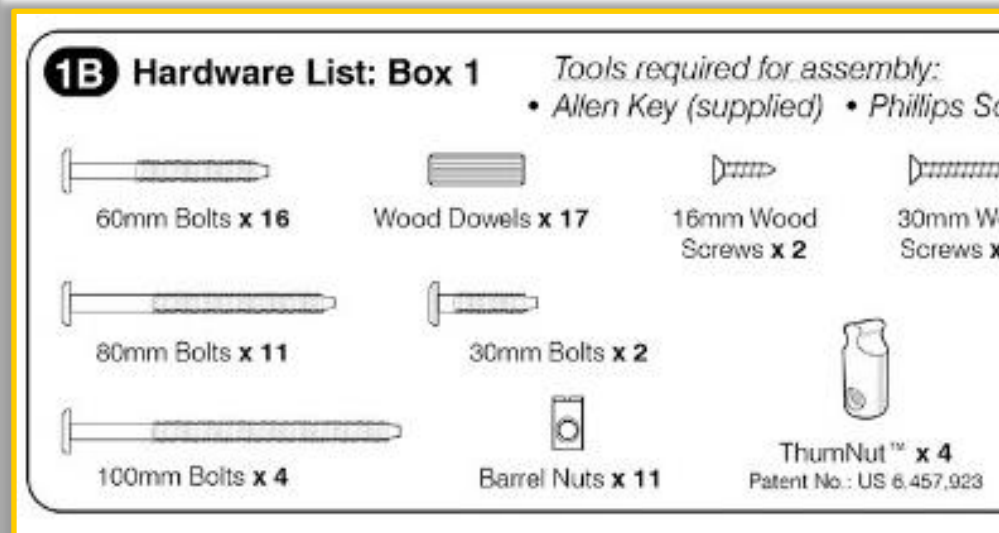 1B Hardware List: Box 1
Tools required for assembly:
• Allen Key (supplied) • Phillips
60mm Bolts x 16
Wood Dowels x 17
16mm Wood
Screws x 2
30mm
Screws x
80mm Bolts x 11
30mm Bolts x 2
100mm Bolts x 4
Barrel Nuts x 11
ThumNut™ x 4
Patent No.: US 6,457,923